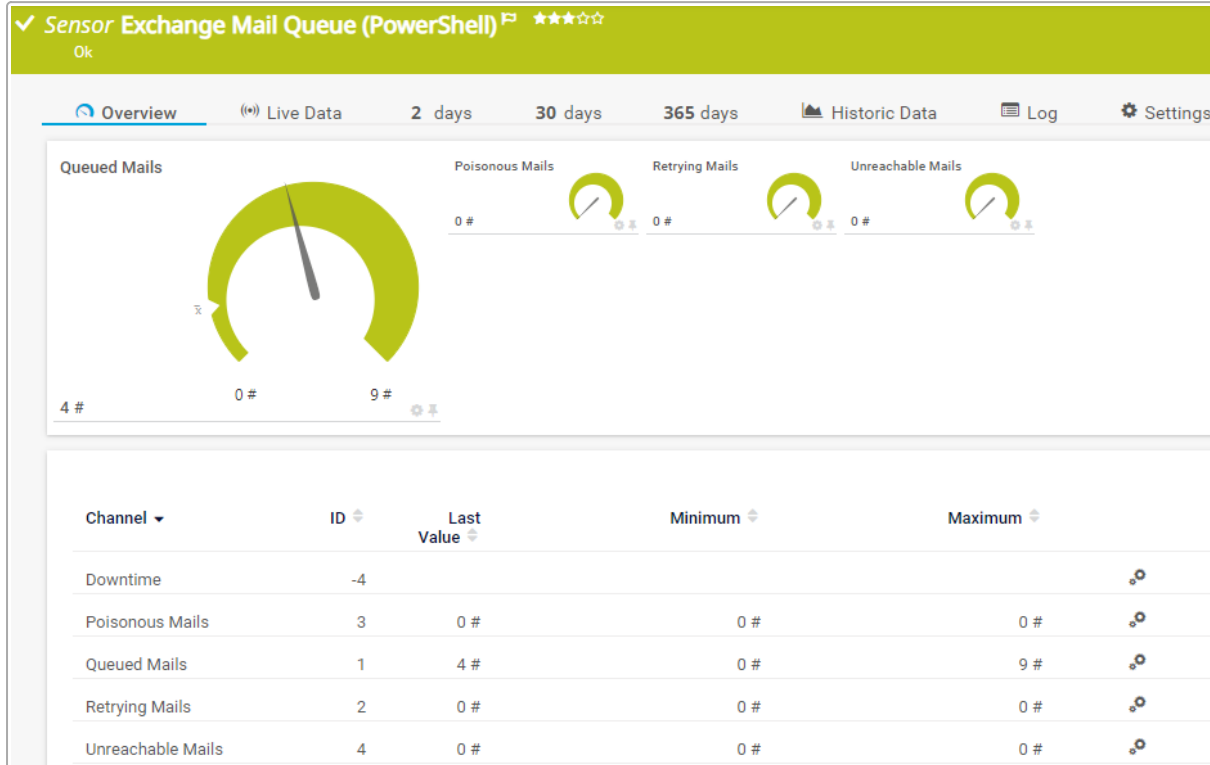 Sensor Exchange Mail Queue (PowerShell)
Ok
Overview Live Data 2 days 30 days 365 days Historic Data Log Settings
Queued Mails
x̄
0 # 9 #
4 #
Poisonous Mails
0 #
Retrying Mails
0 #
Unreachable Mails
0 #
Channel ID Last Value Minimum Maximum
Downtime -4
Poisonous Mails 3 0 # 0 # 0 #
Queued Mails 1 4 # 0 # 9 #
Retrying Mails 2 0 # 0 # 0 #
Unreachable Mails 4 0 # 0 # 0 #